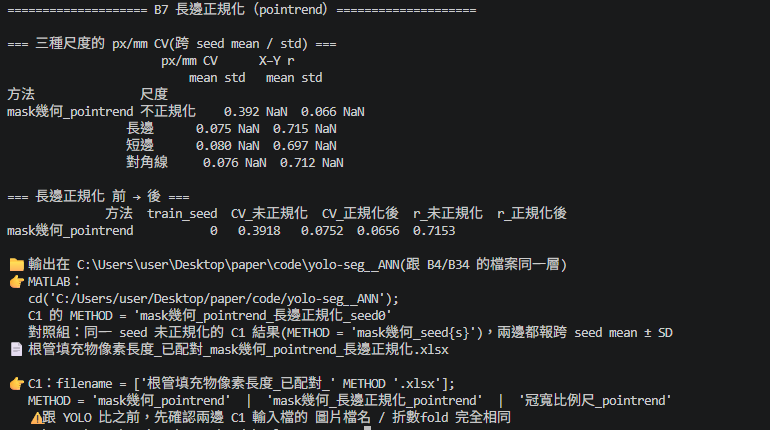 ==================== B7 長邊正規化（pointrend）====================
=== 三種尺度的 px/mm CV(跨 seed mean / std) ===
px/mm CV X-Y r
mean std mean std
方法 尺度
mask幾何_pointrend 不正規化 0.392 NaN 0.066 NaN
長邊 0.075 NaN 0.715 NaN
短邊 0.080 NaN 0.697 NaN
對角線 0.076 NaN 0.712 NaN
=== 長邊正規化 前 → 後 ===
方法 train_seed CV_未正規化 CV_正規化後 r_未正規化 r_正規化後
mask幾何_pointrend 0 0.3918 0.0752 0.0656 0.7153
📁 輸出在 C:\Users\user\Desktop\paper\code\yolo-seg__ANN(跟 B4/B34 的檔案同一層)
👉 MATLAB：
cd('C:/Users/user/Desktop/paper/code/yolo-seg__ANN');
C1 的 METHOD = 'mask幾何_pointrend_長邊正規化_seed0'
對照組：同一 seed 未正規化的 C1 結果(METHOD = 'mask幾何_seed{s}')，兩邊都報跨 seed mean ± SD
📄 根管填充物像素長度_已配對_mask幾何_pointrend_長邊正規化.xlsx
👉 C1：filename = ['根管填充物像素長度_已配對_' METHOD '.xlsx'];
METHOD = 'mask幾何_pointrend' | 'mask幾何_長邊正規化_pointrend' | '冠寬比例尺_pointrend'
⚠跟 YOLO 比之前，先確認兩邊 C1 輸入檔的 圖片檔名 / 折數fold 完全相同